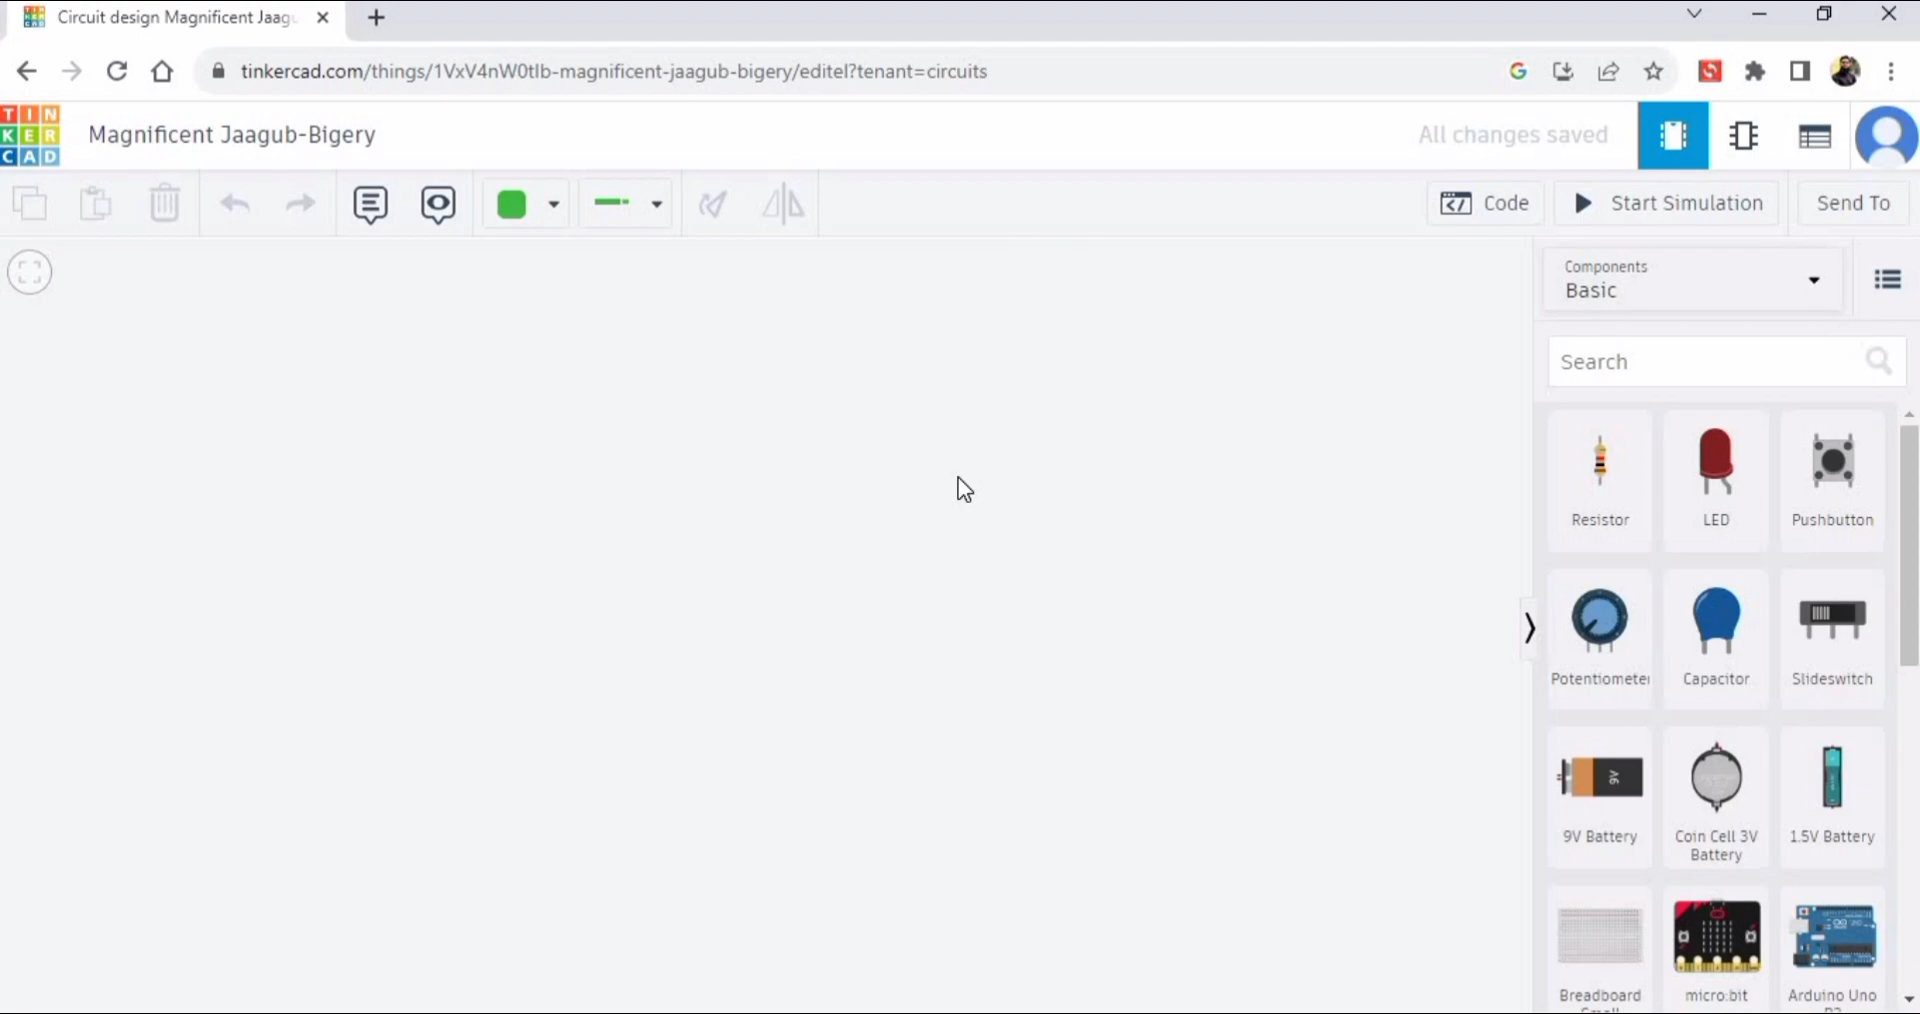 Circuit design Magnificent Jaagu
tinkercad.com/things/1VxV4nW0tlb-magnificent-jaagub-bigery/editel?tenant=circuits
TIN
KER
CAD
Magnificent Jaagub-Bigery
All changes saved
Code
Start Simulation
Send To
Components
Basic
Search
Resistor
LED
Pushbutton
Potentiometer
Capacitor
Slideswitch
9V
9V Battery
Coin Cell 3V
Battery
1.5V Battery
Breadboard
micro:bit
Arduino Uno